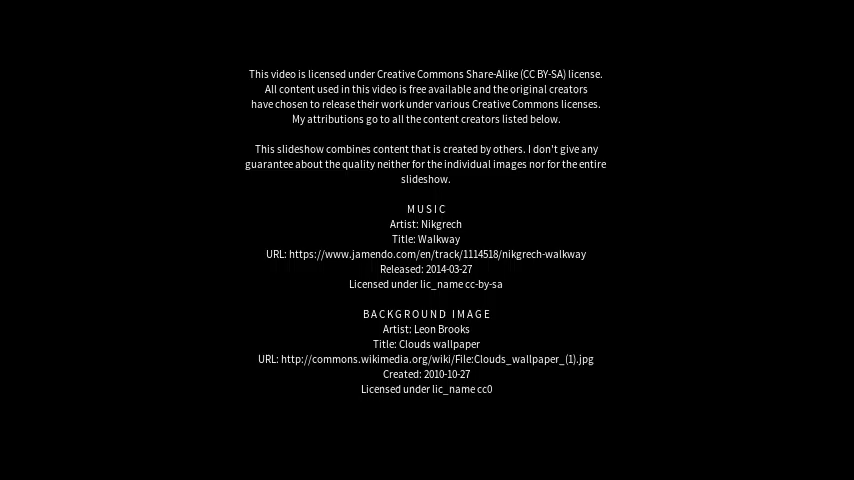 This video is licensed under Creative Commons Share-Alike (CC BY-SA) license.
All content used in this video is free available and the original creators
have chosen to release their work under various Creative Commons licenses.
My attributions go to all the content creators listed below.
This slideshow combines content that is created by others. I don't give any
guarantee about the quality neither for the individual images nor for the entire
slideshow.
MUSIC
Artist: Nikgrech
Title: Walkway
URL: https://www.jamendo.com/en/track/1114518/nikgrech-walkway
Released: 2014-03-27
Licensed under lic_name cc-by-sa
BACKGROUND IMAGE
Artist: Leon Brooks
Title: Clouds wallpaper
URL: http://commons.wikimedia.org/wiki/File:Clouds_wallpaper_(1).jpg
Created: 2010-10-27
Licensed under lic_name cc0